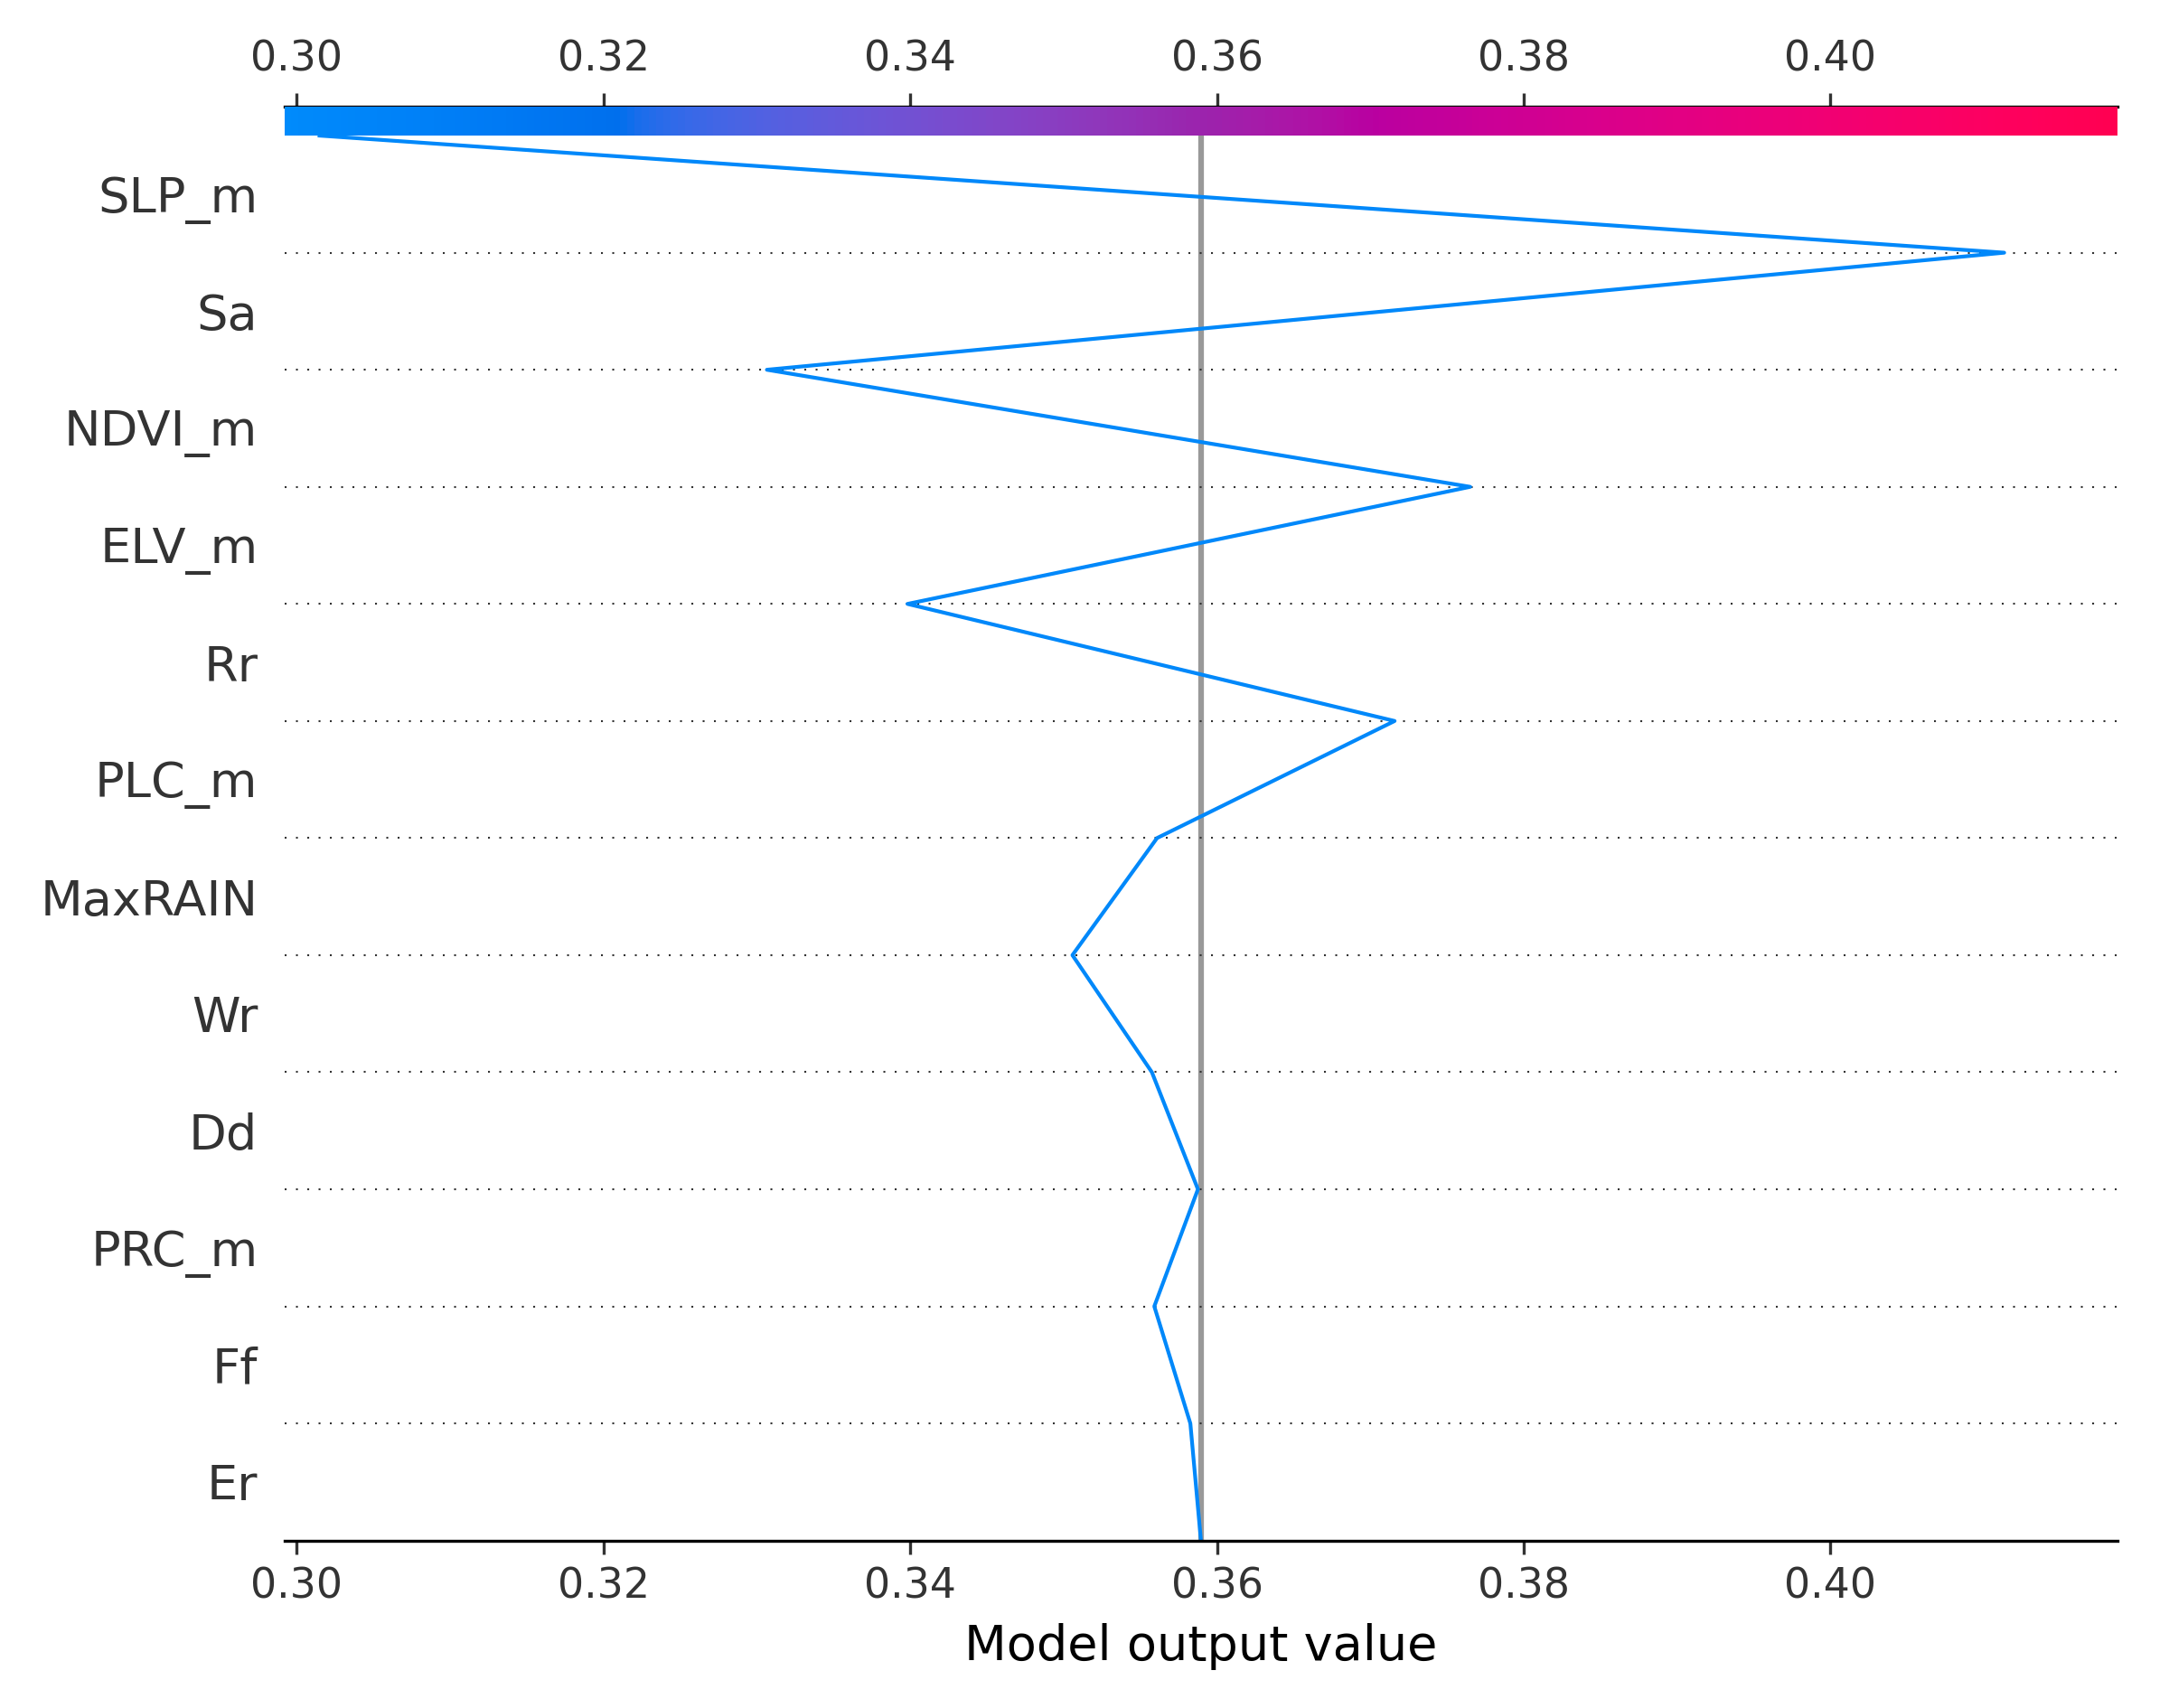 0.30 0.32 0.34 0.36 0.38 0.40
SLP_m
Sa
NDVI_m
ELV_m
Rr
PLC_m
MaxRAIN
Wr
Dd
PRC_m
Ff
Er
0.30 0.32 0.34 0.36 0.38 0.40
Model output value